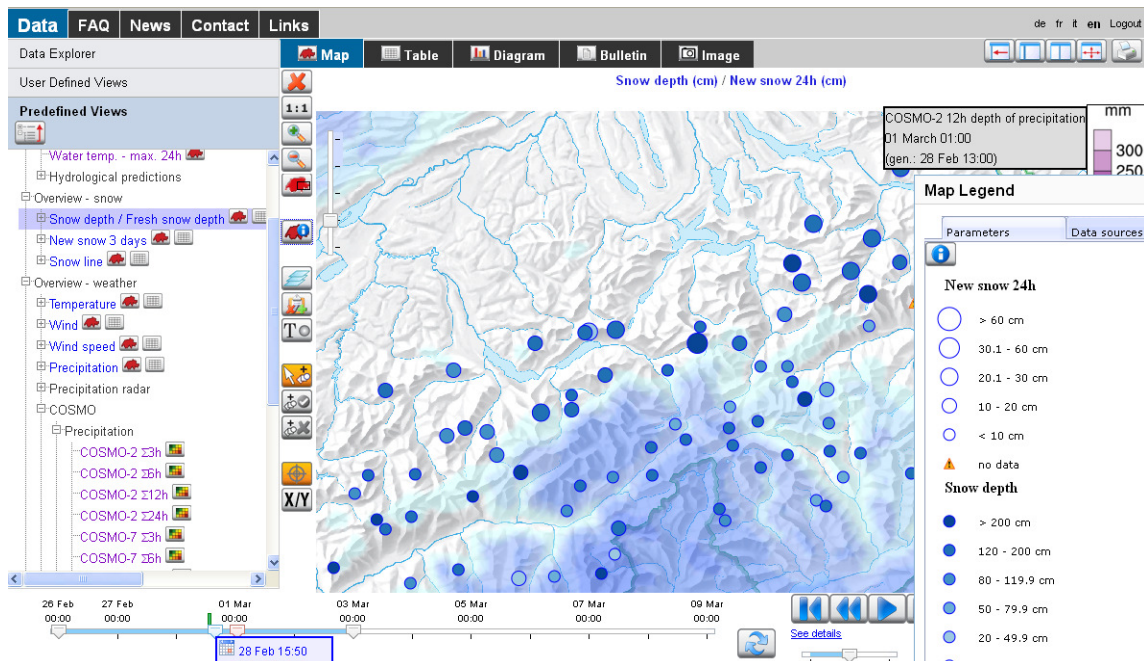 Data FAQ News Contact Links
de fr it en Logout
Data Explorer
User Defined Views
Predefined Views
Water temp. - max. 24h
Hydrological predictions
Overview - snow
Snow depth / Fresh snow depth
New snow 3 days
Snow line
Overview - weather
Temperature
Wind
Wind speed
Precipitation
Precipitation radar
COSMO
Precipitation
COSMO-2 Σ3h
COSMO-2 Σ6h
COSMO-2 Σ12h
COSMO-2 Σ24h
COSMO-7 Σ3h
COSMO-7 Σ6h
Map Table Diagram Bulletin Image
1:1
T
X/Y
Snow depth (cm) / New snow 24h (cm)
COSMO-2 12h depth of precipitation
01 March 01:00
(gen.: 28 Feb 13:00)
mm
300
250
Map Legend
Parameters Data sources
New snow 24h
> 60 cm
30.1 - 60 cm
20.1 - 30 cm
10 - 20 cm
< 10 cm
no data
Snow depth
> 200 cm
120 - 200 cm
80 - 119.9 cm
50 - 79.9 cm
20 - 49.9 cm
26 Feb 27 Feb 01 Mar 03 Mar 05 Mar 07 Mar 09 Mar
00:00 00:00 00:00 00:00 00:00 00:00 00:00
28 Feb 15:50
See details